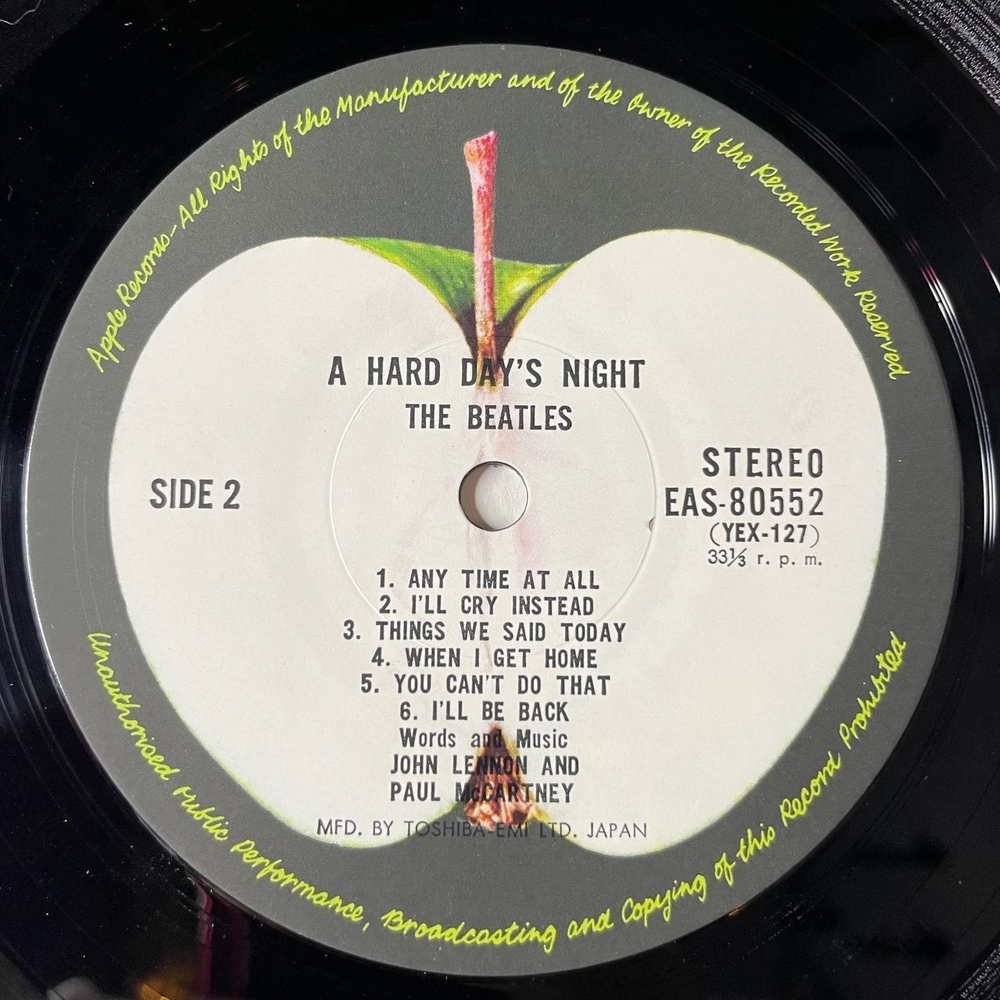 Apple Records-All Rights of the Manufacturer and of the Owner of the Recorded Work Reserved
A HARD DAY'S NIGHT
THE BEATLES
SIDE 2
STEREO
EAS-80552
(YEX-127)
33⅓ r. p. m.
1. ANY TIME AT ALL
2. I'LL CRY INSTEAD
3. THINGS WE SAID TODAY
4. WHEN I GET HOME
5. YOU CAN'T DO THAT
6. I'LL BE BACK
Words and Music
JOHN LENNON AND
PAUL McCARTNEY
MFD. BY TOSHIBA-EMI LTD. JAPAN
Unauthorised Public Performance, Broadcasting and Copying of this Record Prohibited